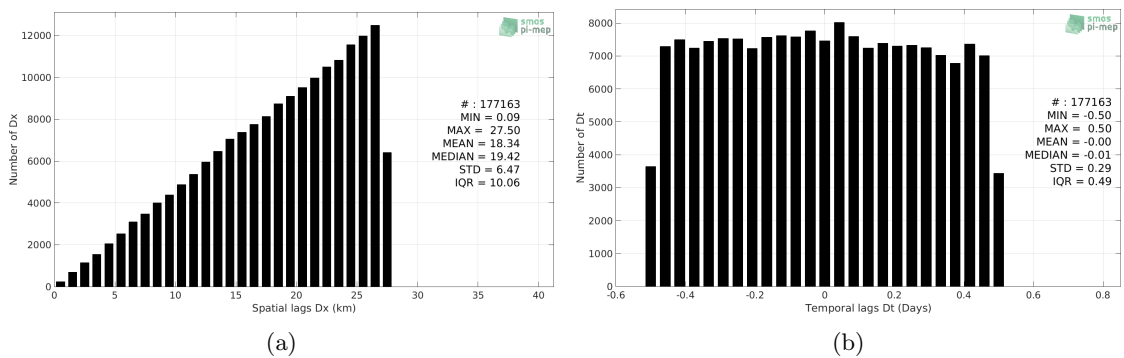 smos
pi-mep
12000
10000
8000
6000
4000
2000
0
Number of Dx
# : 177163
MIN = 0.09
MAX = 27.50
MEAN = 18.34
MEDIAN = 19.42
STD = 6.47
IQR = 10.06
0 5 10 15 20 25 30 35 40
Spatial lags Dx (km)
(a)
smos
pi-mep
8000
7000
6000
5000
4000
3000
2000
1000
0
Number of Dt
# : 177163
MIN = -0.50
MAX = 0.50
MEAN = -0.00
MEDIAN = -0.01
STD = 0.29
IQR = 0.49
-0.6 -0.4 -0.2 0 0.2 0.4 0.6 0.8
Temporal lags Dt (Days)
(b)